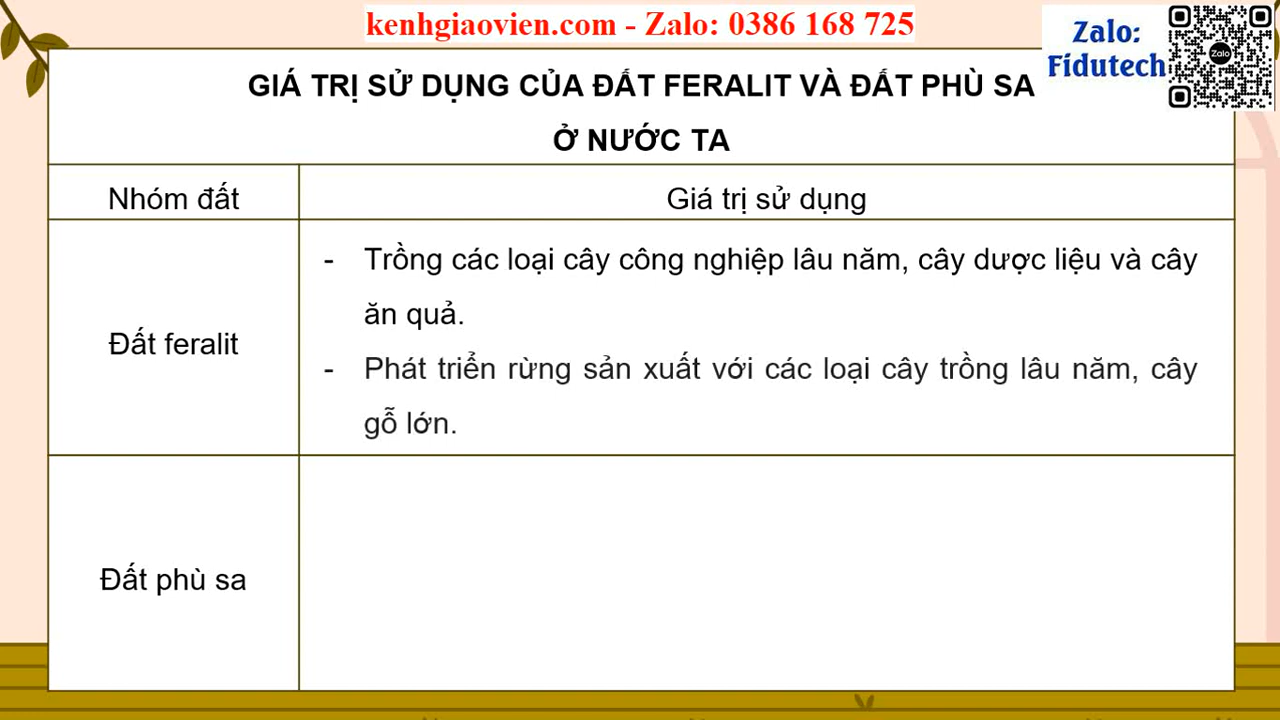 kenhgiaovien.com - Zalo: 0386 168 725
Zalo:
Fidutech
Zalo
GIÁ TRỊ SỬ DỤNG CỦA ĐẤT FERALIT VÀ ĐẤT PHÙ SA
Ở NƯỚC TA
Nhóm đất
Giá trị sử dụng
Đất feralit
- Trồng các loại cây công nghiệp lâu năm, cây dược liệu và cây
ăn quả.
- Phát triển rừng sản xuất với các loại cây trồng lâu năm, cây
gỗ lớn.
Đất phù sa